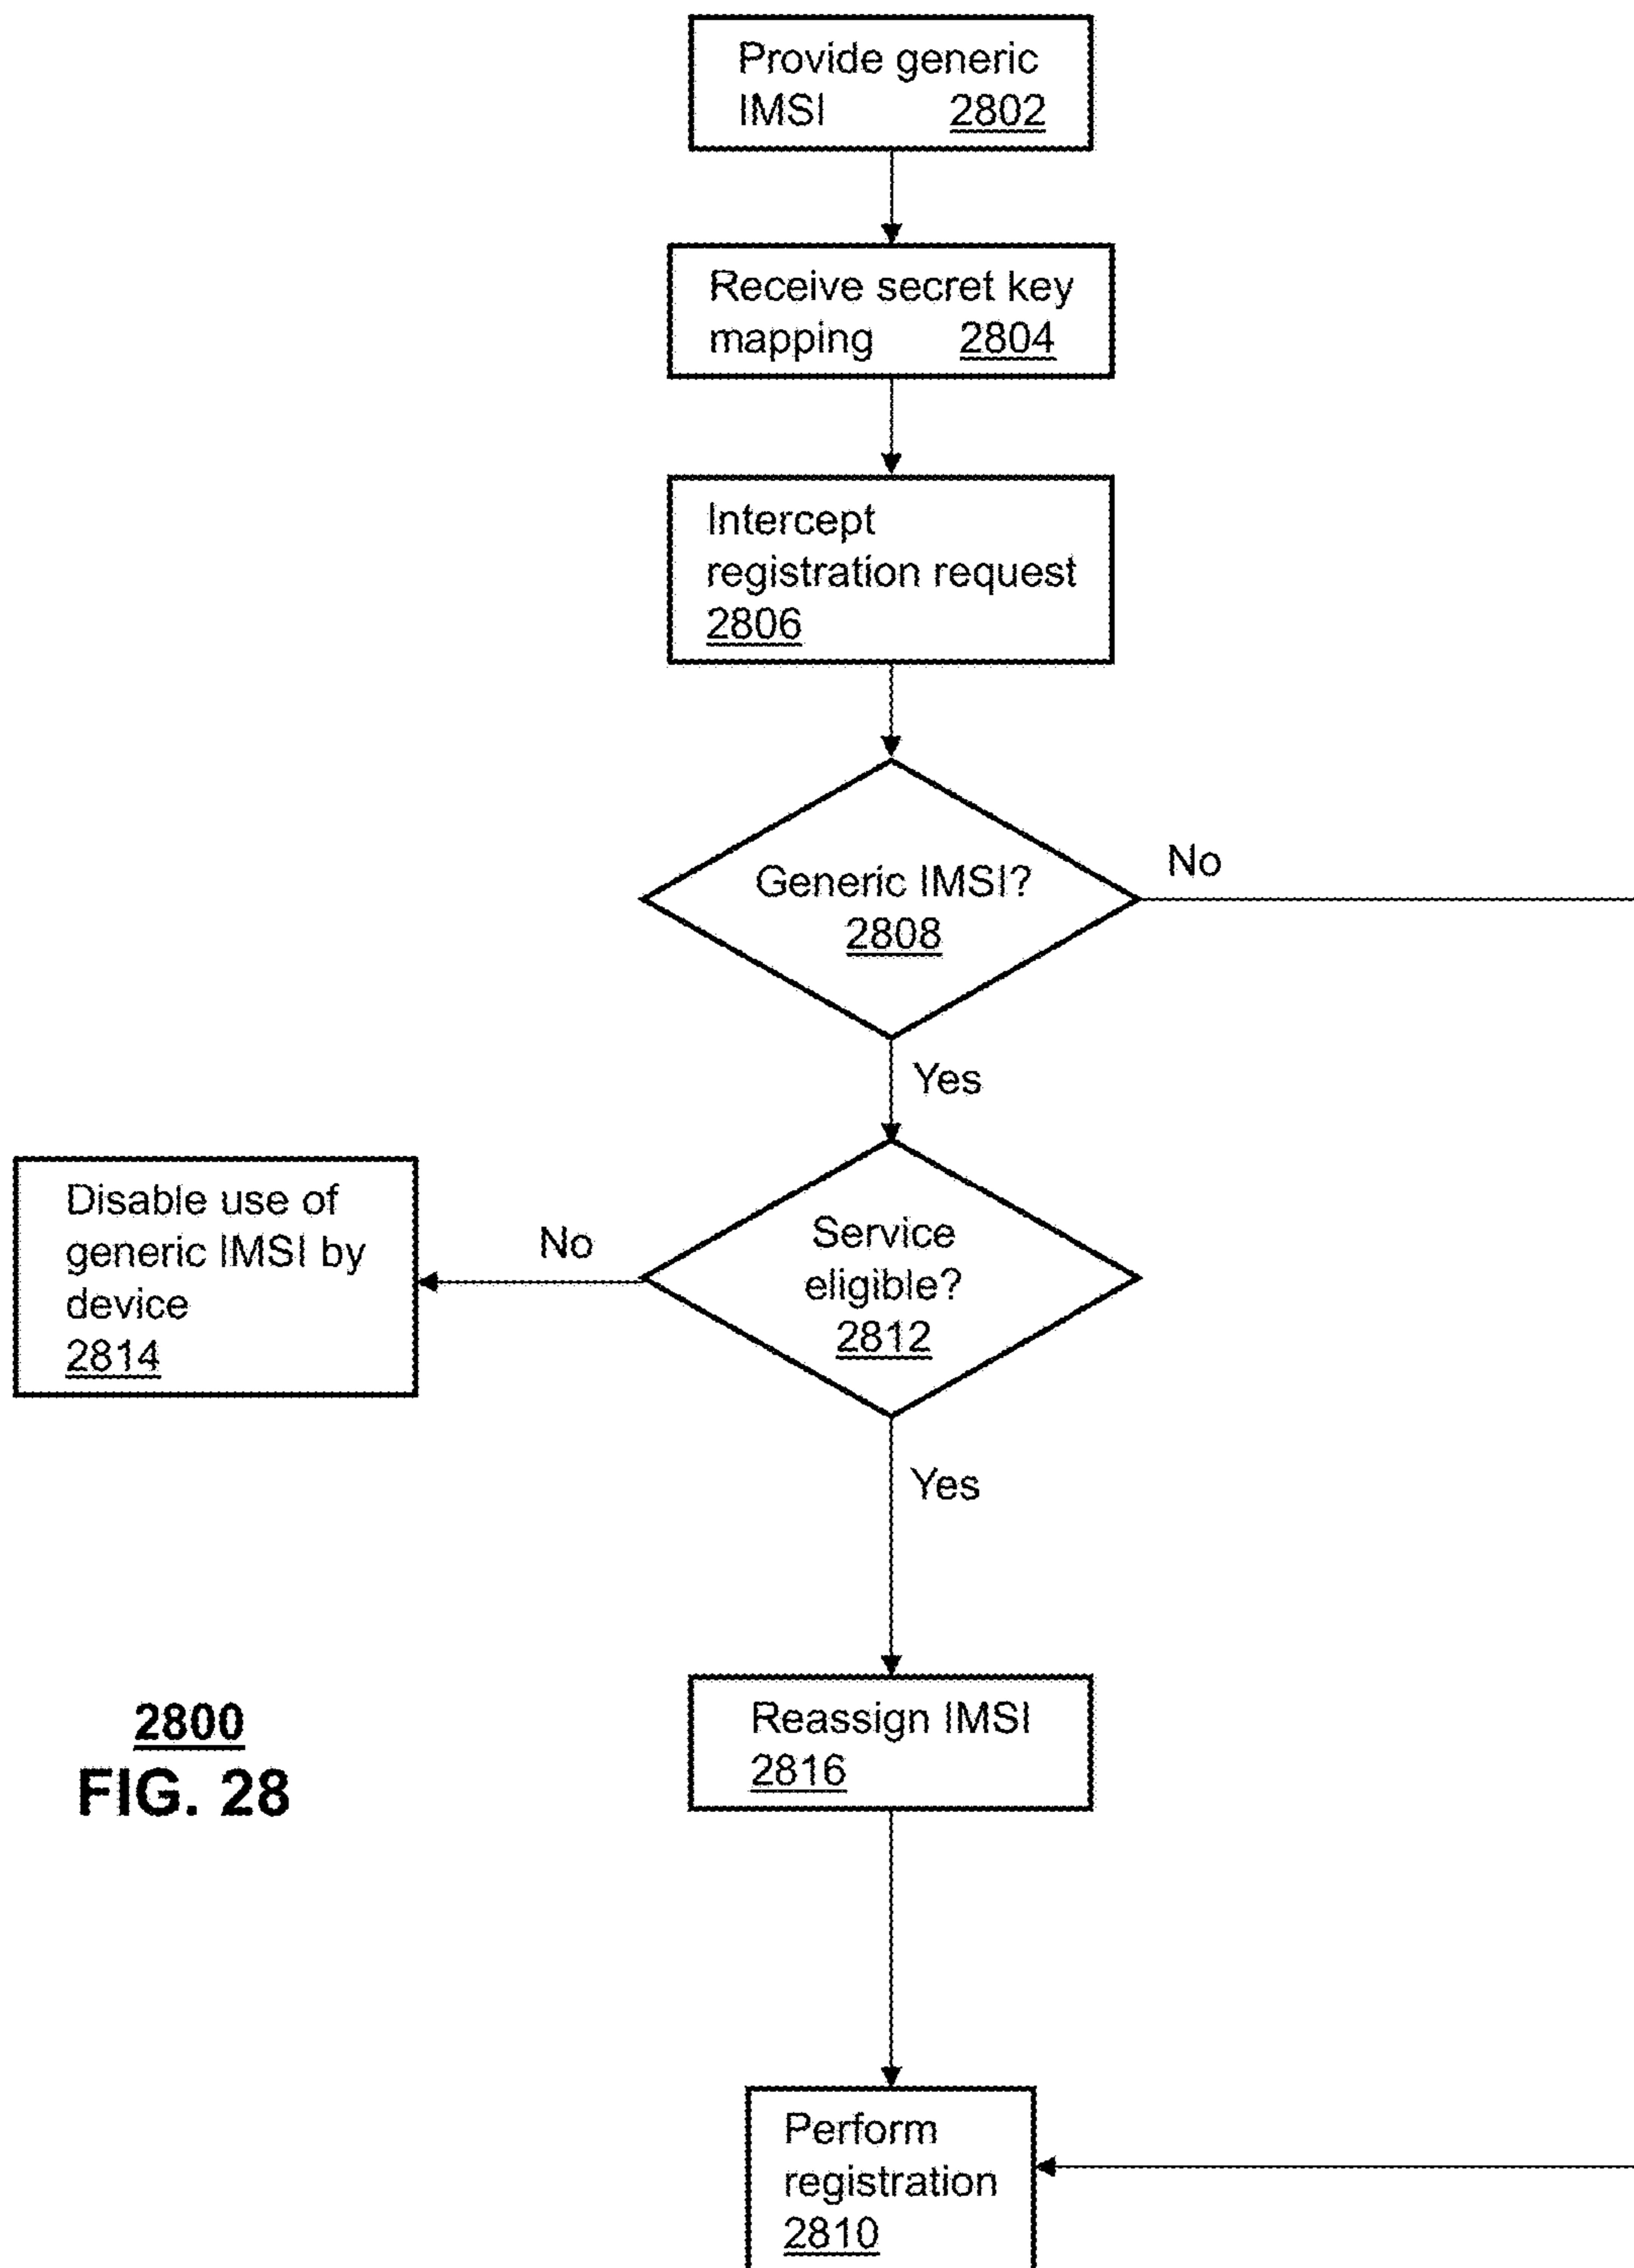 Provide generic
IMSI 2802
Receive secret key
mapping 2804
Intercept
registration request
2806
Generic IMSI?
2808
No
Yes
Disable use of
generic IMSI by
device
2814
No
Service
eligible?
2812
Yes
Reassign IMSI
2816
2800
FIG. 28
Perform
registration
2810